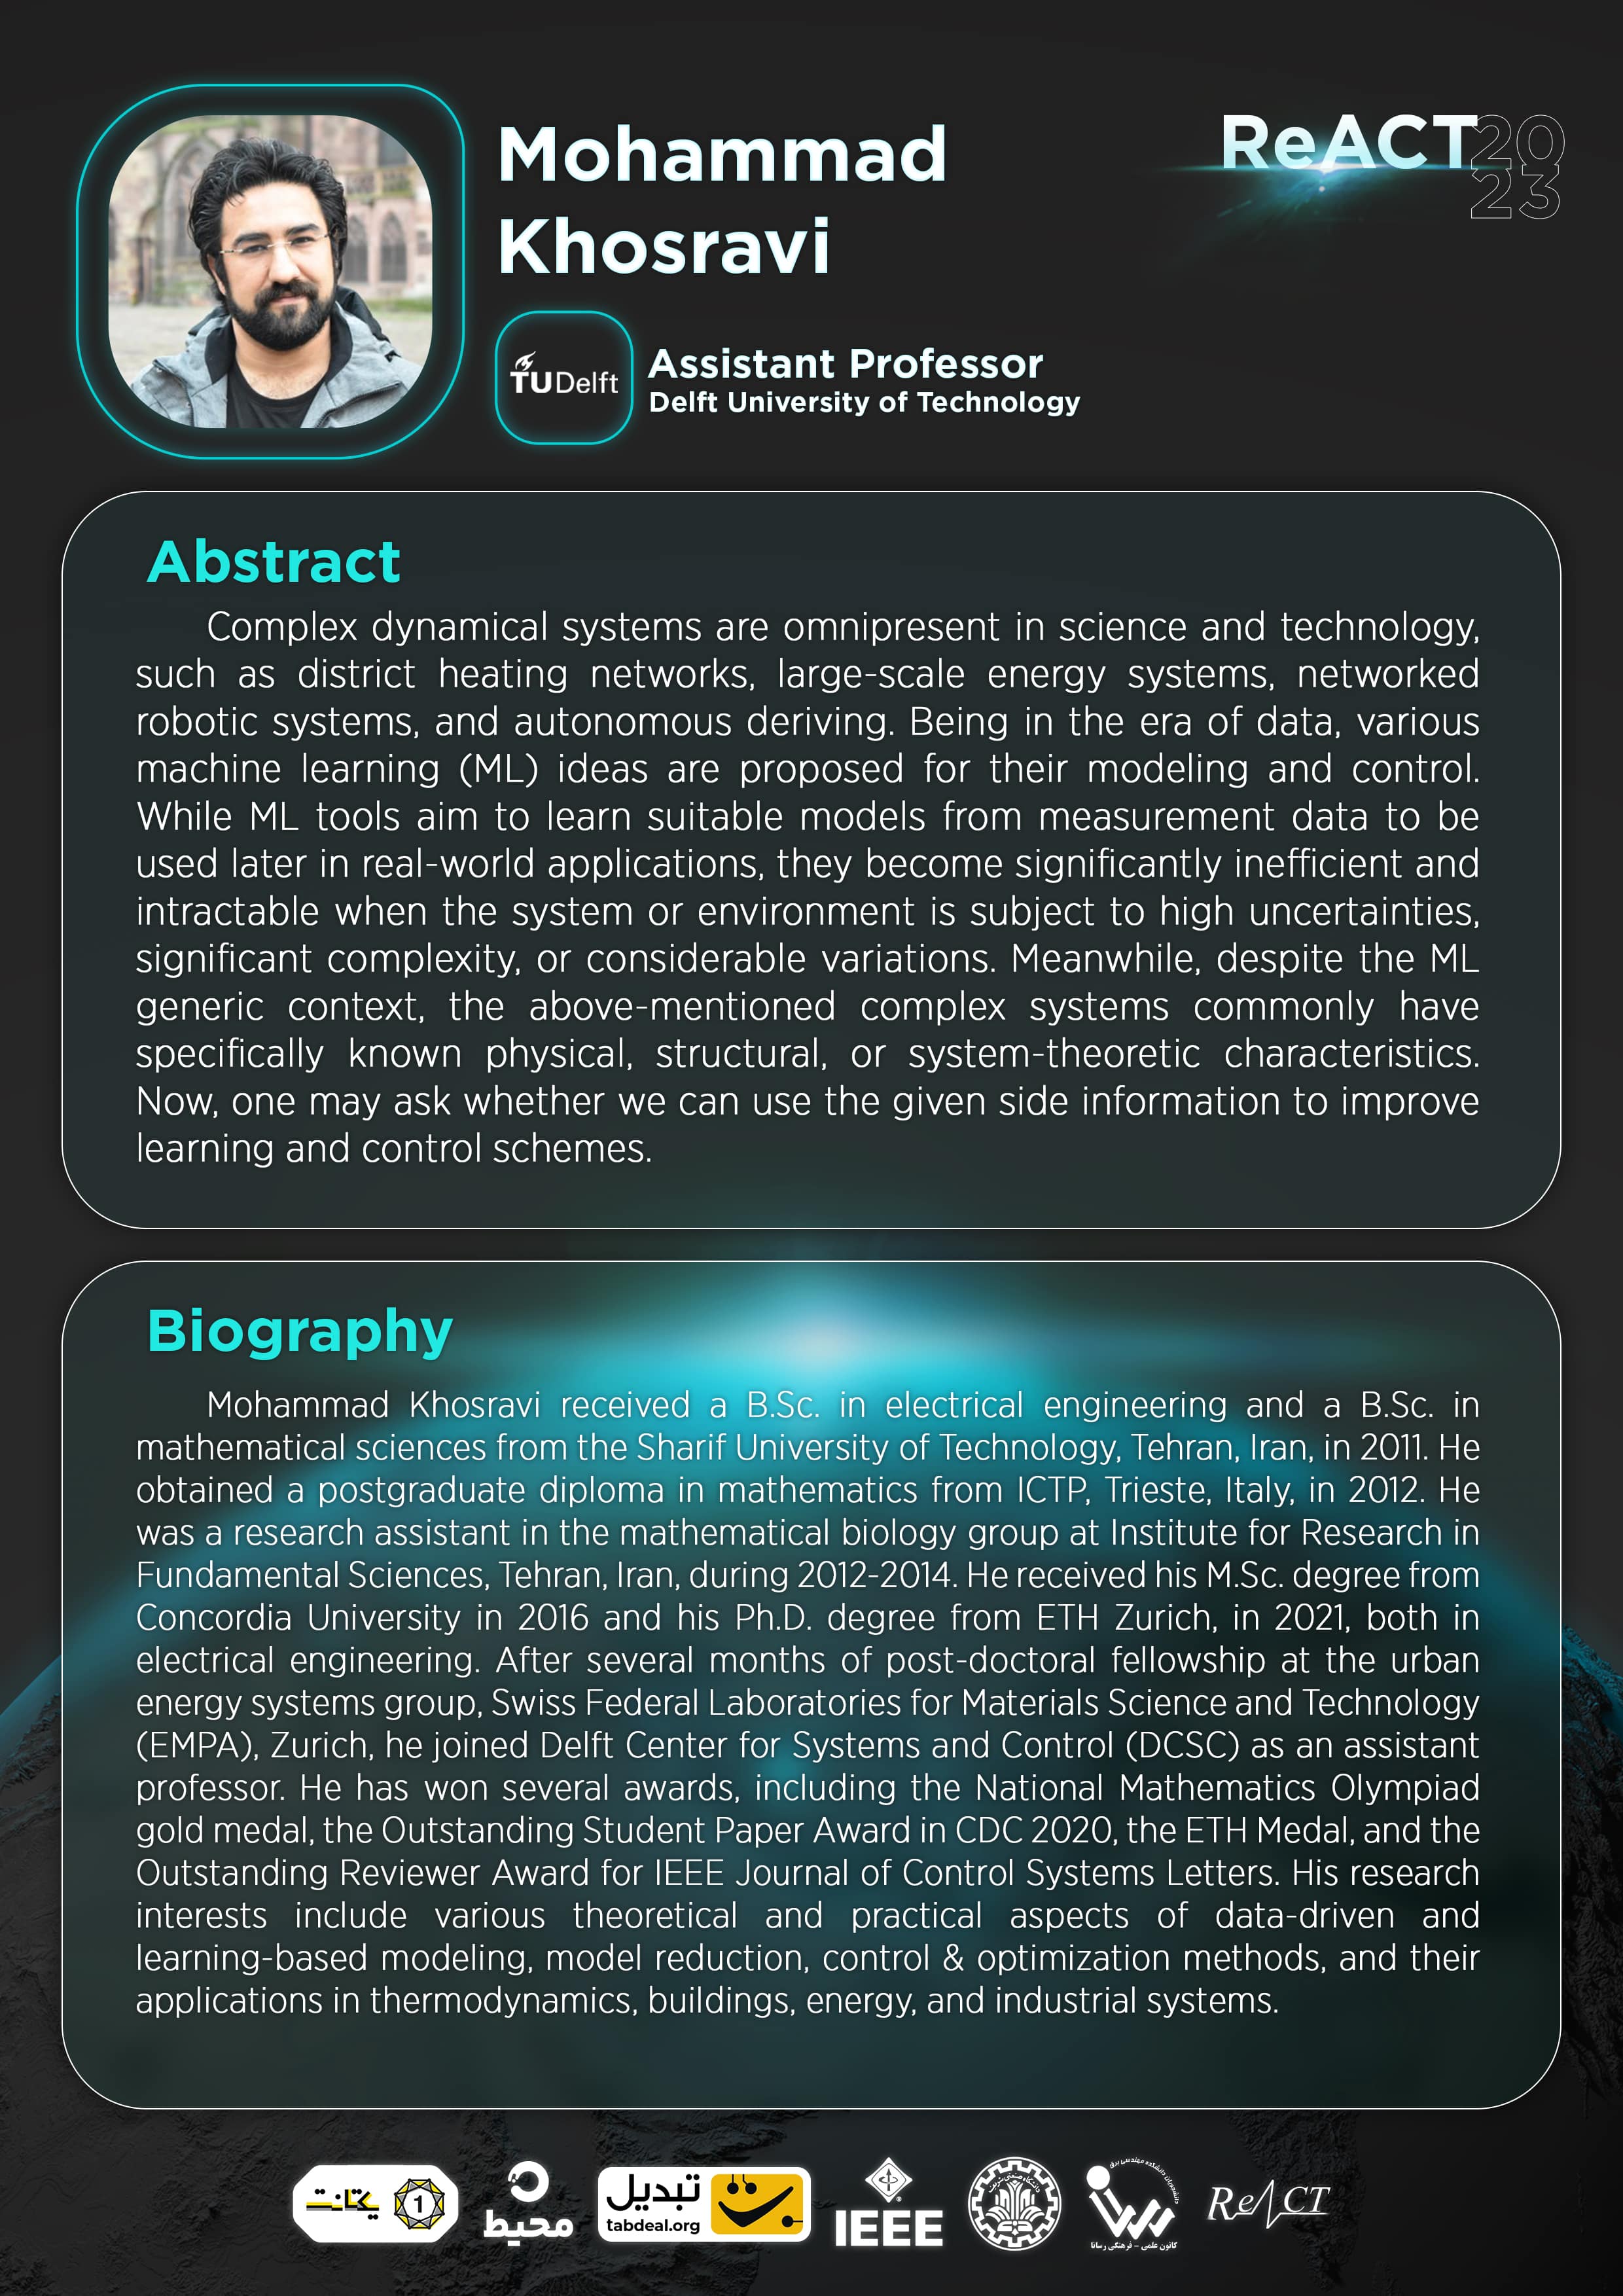 Mohammad
Khosravi
ReACT
20
23
TUDelft
Assistant Professor
Delft University of Technology
Abstract
Complex dynamical systems are omnipresent in science and technology,
such as district heating networks, large-scale energy systems, networked
robotic systems, and autonomous deriving. Being in the era of data, various
machine learning (ML) ideas are proposed for their modeling and control.
While ML tools aim to learn suitable models from measurement data to be
used later in real-world applications, they become significantly inefficient and
intractable when the system or environment is subject to high uncertainties,
significant complexity, or considerable variations. Meanwhile, despite the ML
generic context, the above-mentioned complex systems commonly have
specifically known physical, structural, or system-theoretic characteristics.
Now, one may ask whether we can use the given side information to improve
learning and control schemes.
Biography
Mohammad Khosravi received a B.Sc. in electrical engineering and a B.Sc. in
mathematical sciences from the Sharif University of Technology, Tehran, Iran, in 2011. He
obtained a postgraduate diploma in mathematics from ICTP, Trieste, Italy, in 2012. He
was a research assistant in the mathematical biology group at Institute for Research in
Fundamental Sciences, Tehran, Iran, during 2012-2014. He received his M.Sc. degree from
Concordia University in 2016 and his Ph.D. degree from ETH Zurich, in 2021, both in
electrical engineering. After several months of post-doctoral fellowship at the urban
energy systems group, Swiss Federal Laboratories for Materials Science and Technology
(EMPA), Zurich, he joined Delft Center for Systems and Control (DCSC) as an assistant
professor. He has won several awards, including the National Mathematics Olympiad
gold medal, the Outstanding Student Paper Award in CDC 2020, the ETH Medal, and the
Outstanding Reviewer Award for IEEE Journal of Control Systems Letters. His research
interests include various theoretical and practical aspects of data-driven and
learning-based modeling, model reduction, control & optimization methods, and their
applications in thermodynamics, buildings, energy, and industrial systems.
یکتانت
1
محیط
تبدیل
tabdeal.org
IEEE
دانشگاه صنعتی شریف
رسانا
دانشجویان دانشکده مهندسی برق
کانون علمی - فرهنگی رسانا
ReACT